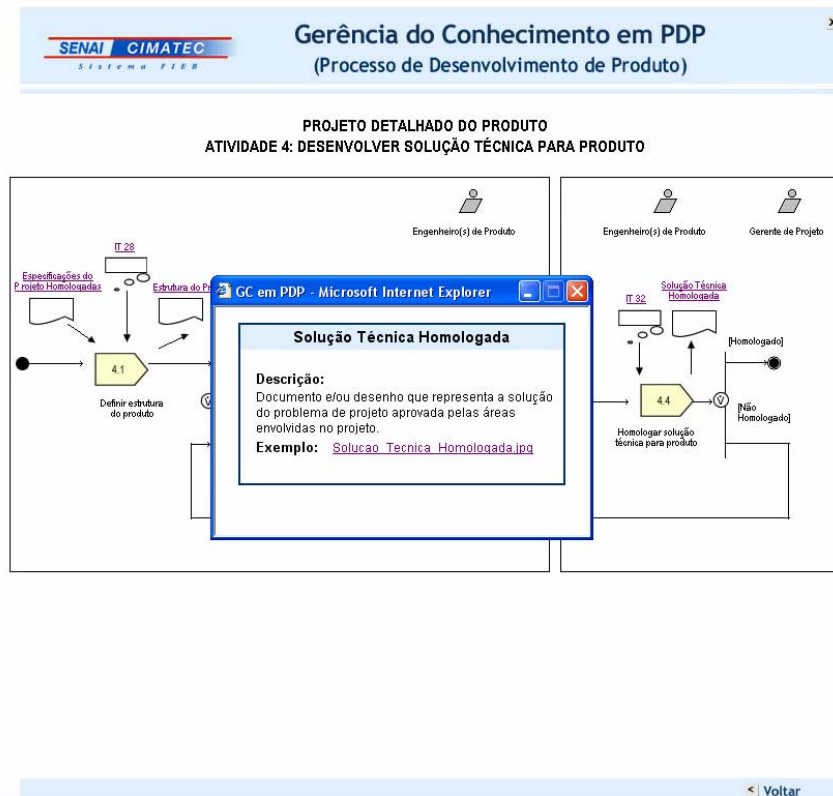 SENAI CIMATEC
Sistema FIEB
Gerência do Conhecimento em PDP
(Processo de Desenvolvimento de Produto)
x
PROJETO DETALHADO DO PRODUTO
ATIVIDADE 4: DESENVOLVER SOLUÇÃO TÉCNICA PARA PRODUTO
Engenheiro(s) de Produto
Engenheiro(s) de Produto
Gerente de Projeto
IT 28
Especificações do
Projeto Homologadas
Estrutura do Pr
4.1
Definir estrutura
do produto
GC em PDP - Microsoft Internet Explorer
Solução Técnica Homologada
Descrição:
Documento e/ou desenho que representa a solução
do problema de projeto aprovada pelas áreas
envolvidas no projeto.
Exemplo: Solucao_Tecnica_Homologada.jpg
IT 32
Solução Técnica
Homologada
4.4
V
Homologar solução
técnica para produto
[Homologado]
[Não
Homologado]
< Voltar